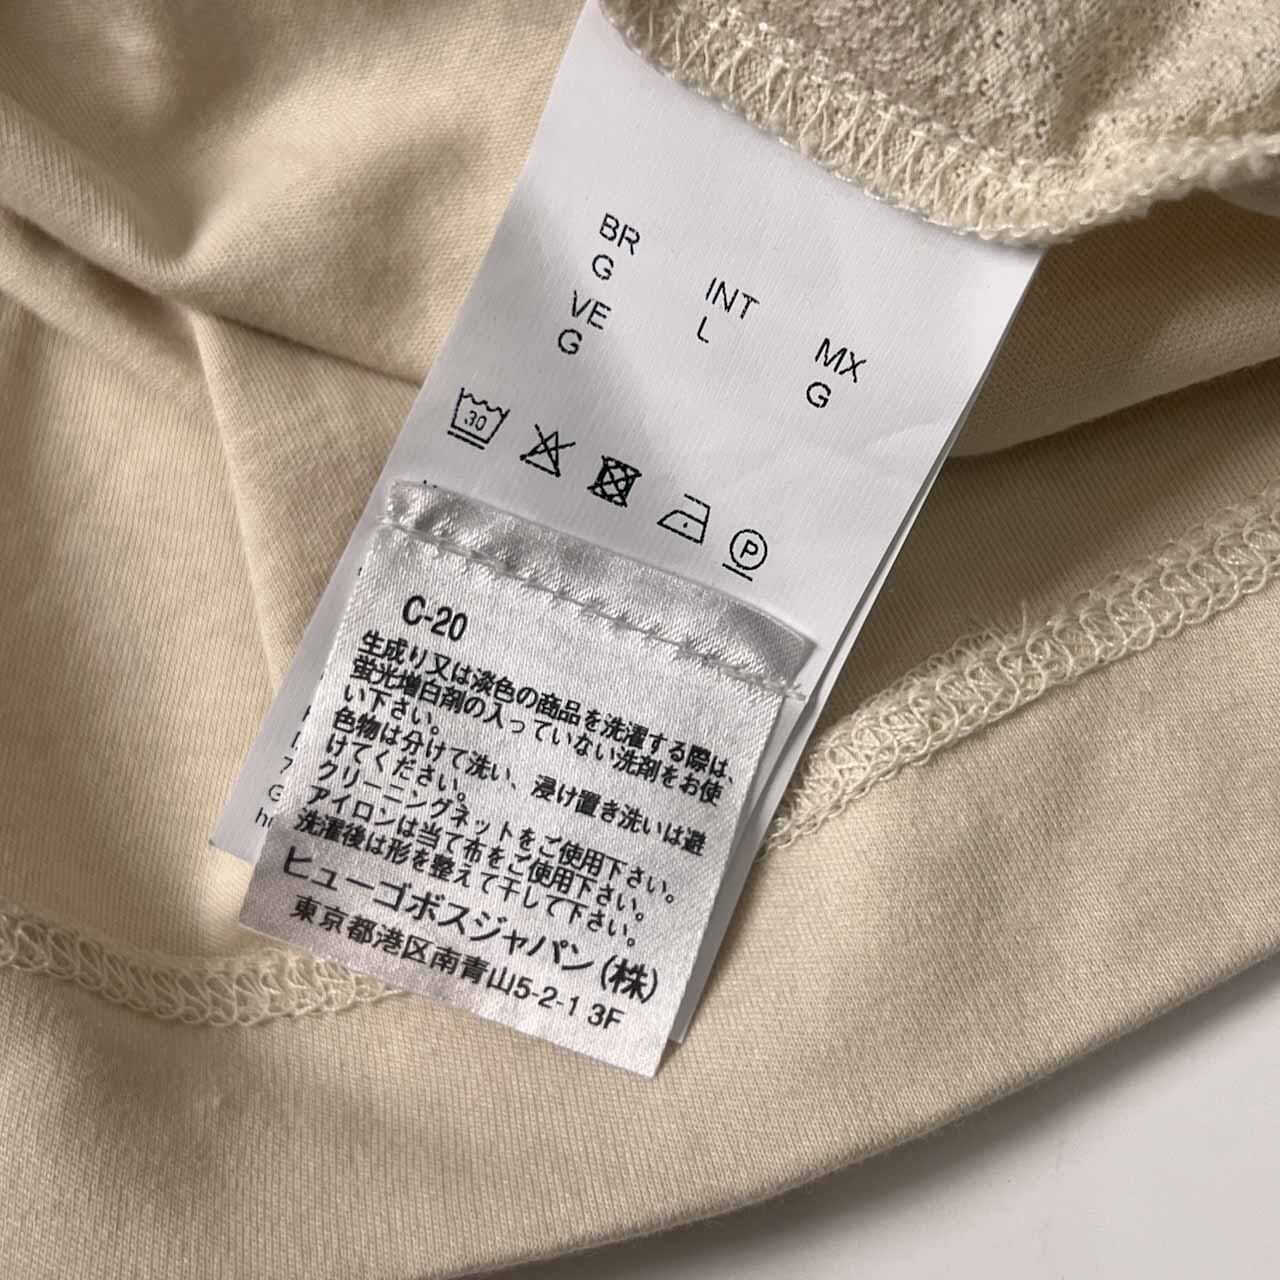 BR
G
VE
G
INT
L
MX
G
30
P
C-20
生成り又は淡色の商品を洗濯する際は、
蛍光増白剤の入っていない洗剤をお使
い下さい。
色物は分けて洗い、浸け置き洗いは避
けてください。
クリーニングネットをご使用下さい。
アイロンは当て布をご使用下さい。
洗濯後は形を整えて干して下さい。
ヒューゴボスジャパン(株)
東京都港区南青山5-2-1 3F